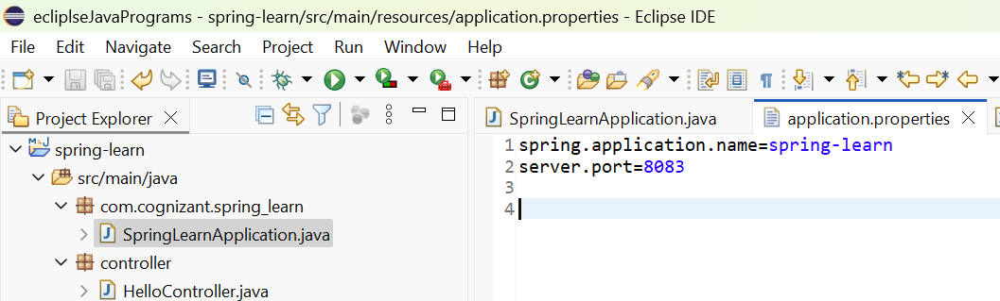 ecliplseJavaPrograms - spring-learn/src/main/resources/application.properties - Eclipse IDE
File Edit Navigate Search Project Run Window Help
Project Explorer
spring-learn
src/main/java
com.cognizant.spring_learn
SpringLearnApplication.java
controller
HelloController.java
SpringLearnApplication.java application.properties
1 spring.application.name=spring-learn
2 server.port=8083
3
4